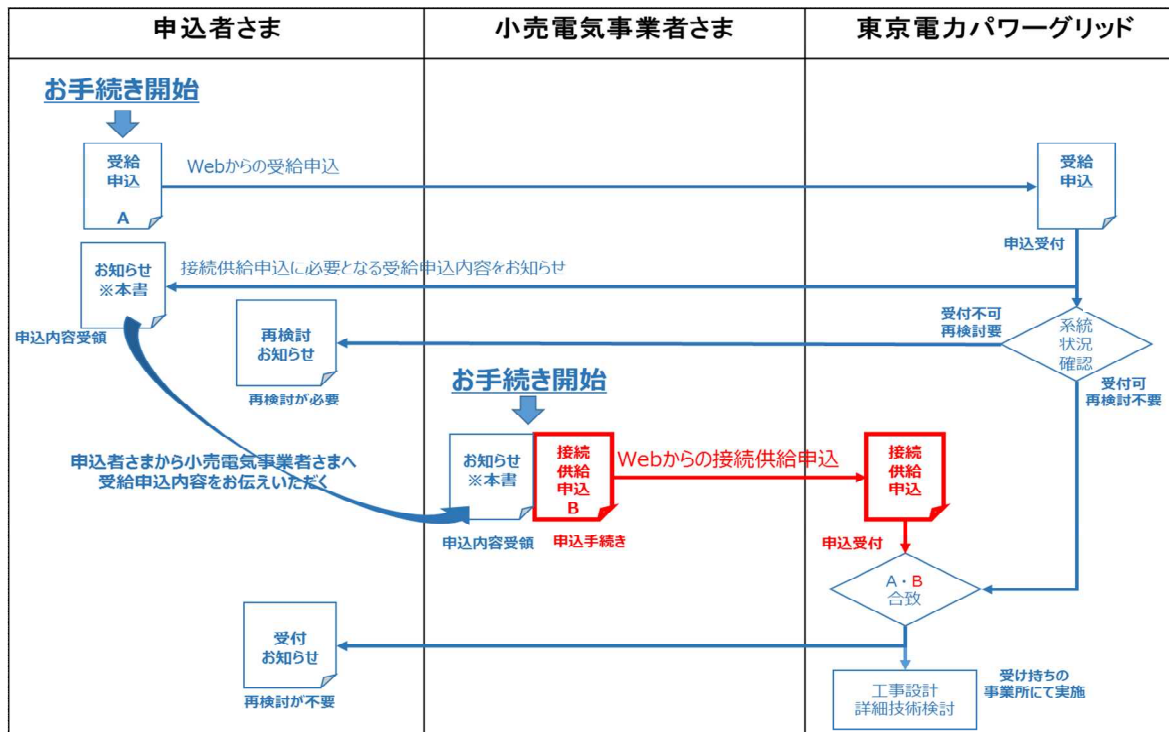 申込者さま
小売電気事業者さま
東京電力パワーグリッド
お手続き開始
受給
申込
A
Webからの受給申込
受給
申込
申込受付
お知らせ
※本書
申込内容受領
接続供給申込に必要となる受給申込内容をお知らせ
再検討
お知らせ
再検討が必要
受付不可
再検討要
系統
状況
確認
受付可
再検討不要
お手続き開始
申込者さまから小売電気事業者さまへ
受給申込内容をお伝えいただく
お知らせ
※本書
申込内容受領
接続
供給
申込
B
申込手続き
Webからの接続供給申込
接続
供給
申込
申込受付
A・B
合致
受付
お知らせ
再検討が不要
工事設計
詳細技術検討
受け持ちの
事業所にて実施